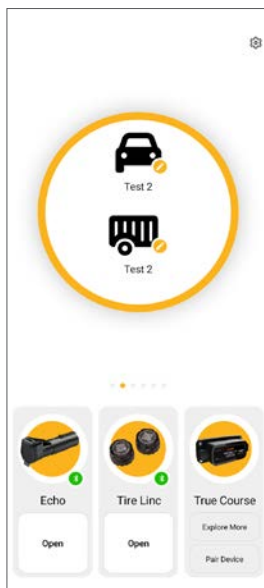 Test 2
Test 2
Echo
Tire Linc
True Course
Open
Open
Explore More
Pair Device